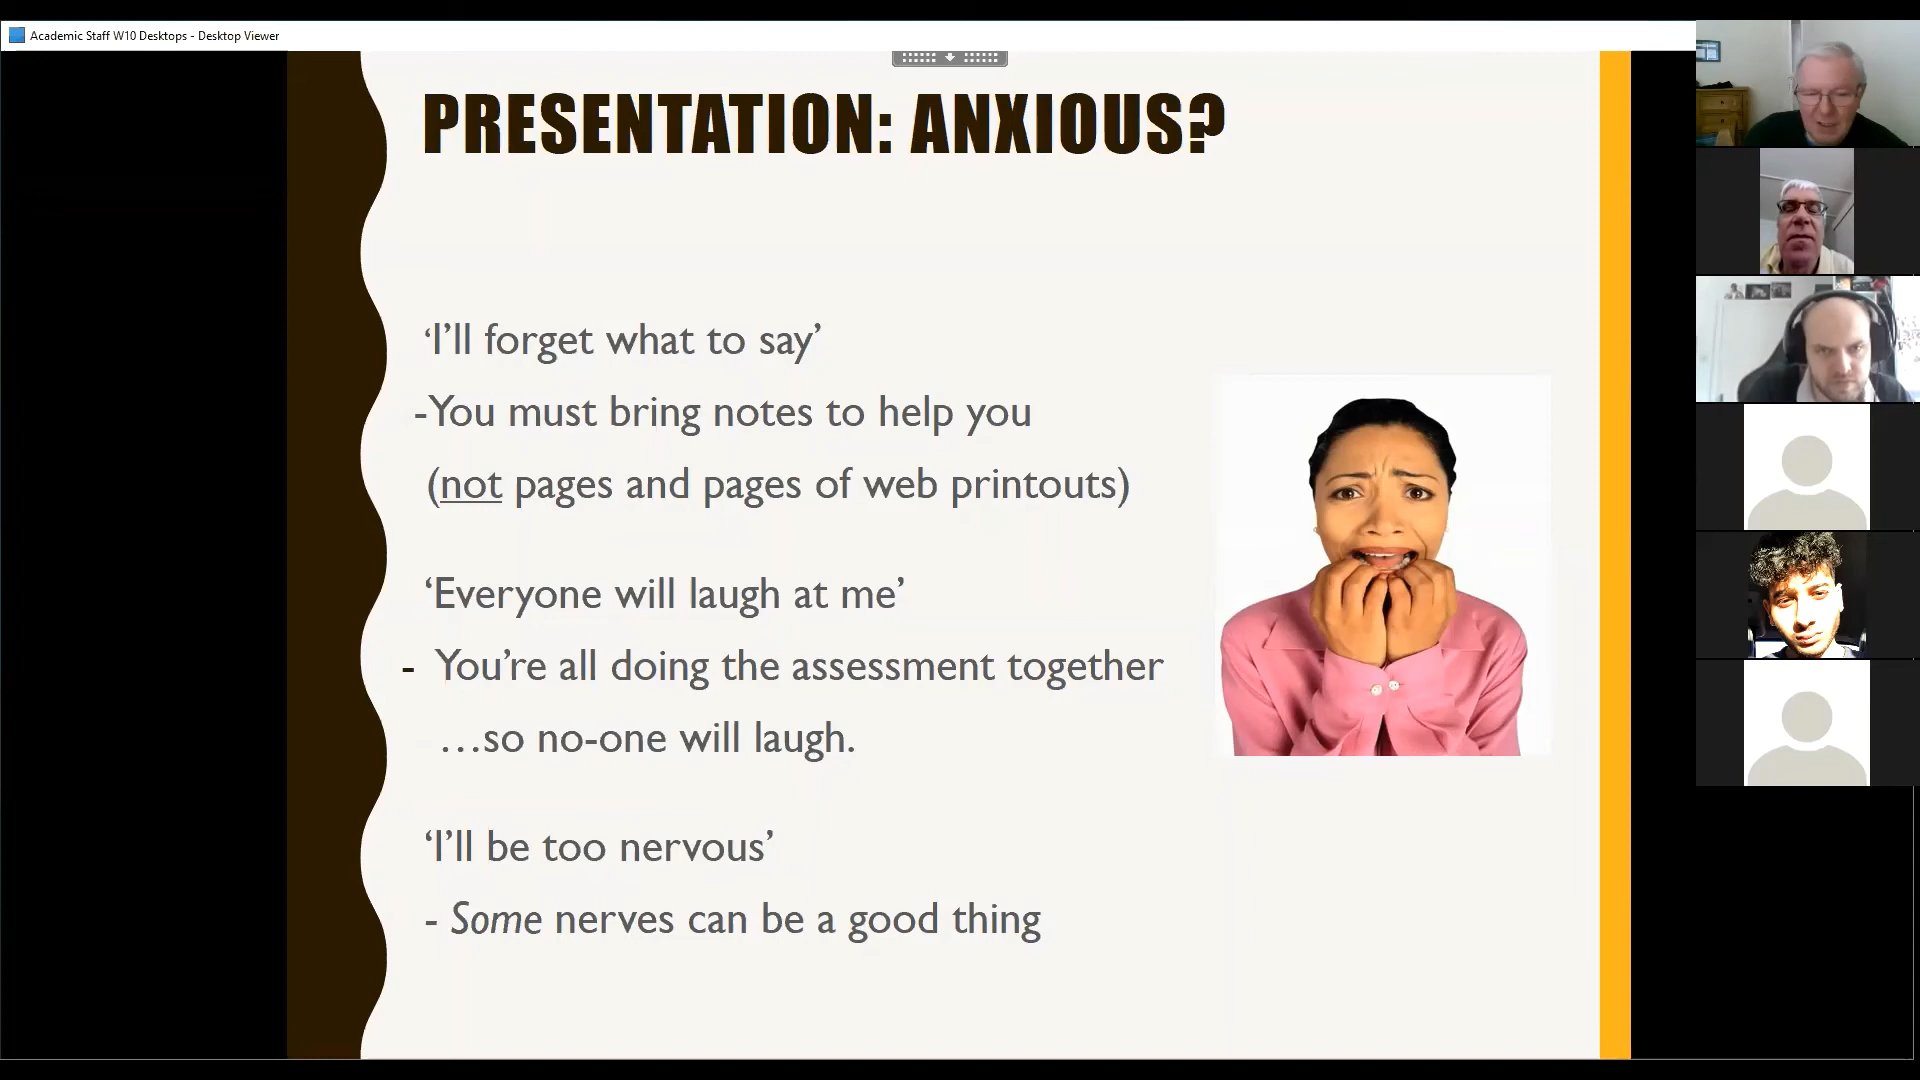 Academic Staff W10 Desktops - Desktop Viewer
PRESENTATION: ANXIOUS?
‘I’ll forget what to say’
-You must bring notes to help you
(not pages and pages of web printouts)
‘Everyone will laugh at me’
- You’re all doing the assessment together
…so no-one will laugh.
‘I’ll be too nervous’
- Some nerves can be a good thing